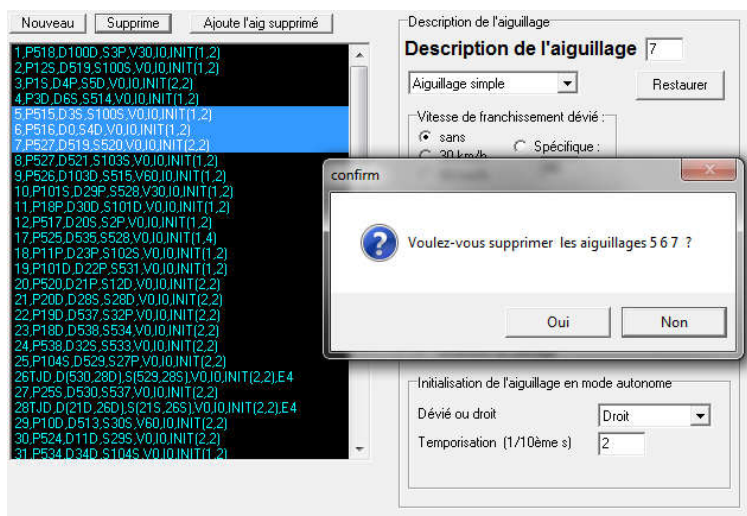 Nouveau
Supprime
Ajoute l'aig supprimé
1,P518,D100D,S3P,V30,I0,INIT(1,2)
2,P12S,D519,S100S,V0,I0,INIT(1,2)
3,P1S,D4P,S5D,V0,I0,INIT(2,2)
4,P3D,D6S,S514,V0,I0,INIT(1,2)
5,P515,D3S,S100S,V0,I0,INIT(1,2)
6,P516,D0,S4D,V0,I0,INIT(1,2)
7,P527,D519,S520,V0,I0,INIT(2,2)
8,P527,D521,S103S,V0,I0,INIT(1,2)
9,P526,D103D,S515,V60,I0,INIT(1,2)
10,P101S,D29P,S528,V30,I0,INIT(1,2)
11,P18P,D30D,S101D,V0,I0,INIT(1,2)
12,P517,D20S,S2P,V0,I0,INIT(1,2)
17,P525,D535,S528,V0,I0,INIT(1,4)
18,P11P,D23P,S102S,V0,I0,INIT(1,2)
19,P101D,D22P,S531,V0,I0,INIT(1,2)
20,P520,D21P,S12D,V0,I0,INIT(2,2)
21,P20D,D28S,S28D,V0,I0,INIT(2,2)
22,P19D,D537,S32P,V0,I0,INIT(2,2)
23,P18D,D538,S534,V0,I0,INIT(2,2)
24,P538,D32S,S533,V0,I0,INIT(2,2)
25,P104S,D529,S27P,V0,I0,INIT(2,2)
26TJD,D(530,28D),S(529,28S),V0,I0,INIT(2,2),E4
27,P25S,D530,S537,V0,I0,INIT(2,2)
28TJD,D(21D,26D),S(21S,26S),V0,I0,INIT(2,2),E4
29,P10D,D513,S30S,V60,I0,INIT(2,2)
30,P524,D11D,S29S,V0,I0,INIT(2,2)
31,P534,D34D,S104S,V0,I0,INIT(1,2)
Description de l'aiguillage
Description de l'aiguillage 7
Aiguillage simple
Restaurer
Vitesse de franchissement dévié :
sans
Spécifique :
30 km/h
confirm
Voulez-vous supprimer les aiguillages 5 6 7 ?
Oui
Non
Initialisation de l'aiguillage en mode autonome
Dévié ou droit
Droit
Temporisation (1/10ème s)
2